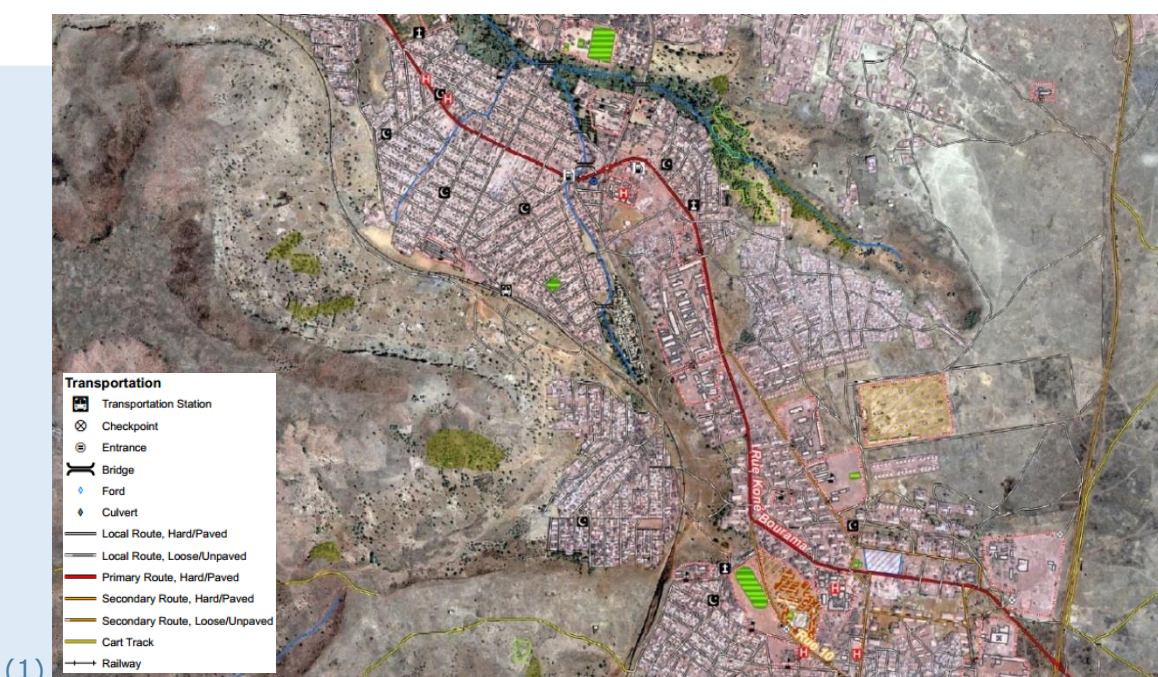 H
H
H
H
Rue Kone Bourama
H
Rue 10
H
H
Transportation
Transportation Station
Checkpoint
Entrance
Bridge
Ford
Culvert
Local Route, Hard/Paved
Local Route, Loose/Unpaved
Primary Route, Hard/Paved
Secondary Route, Hard/Paved
Secondary Route, Loose/Unpaved
Cart Track
Railway
(1)